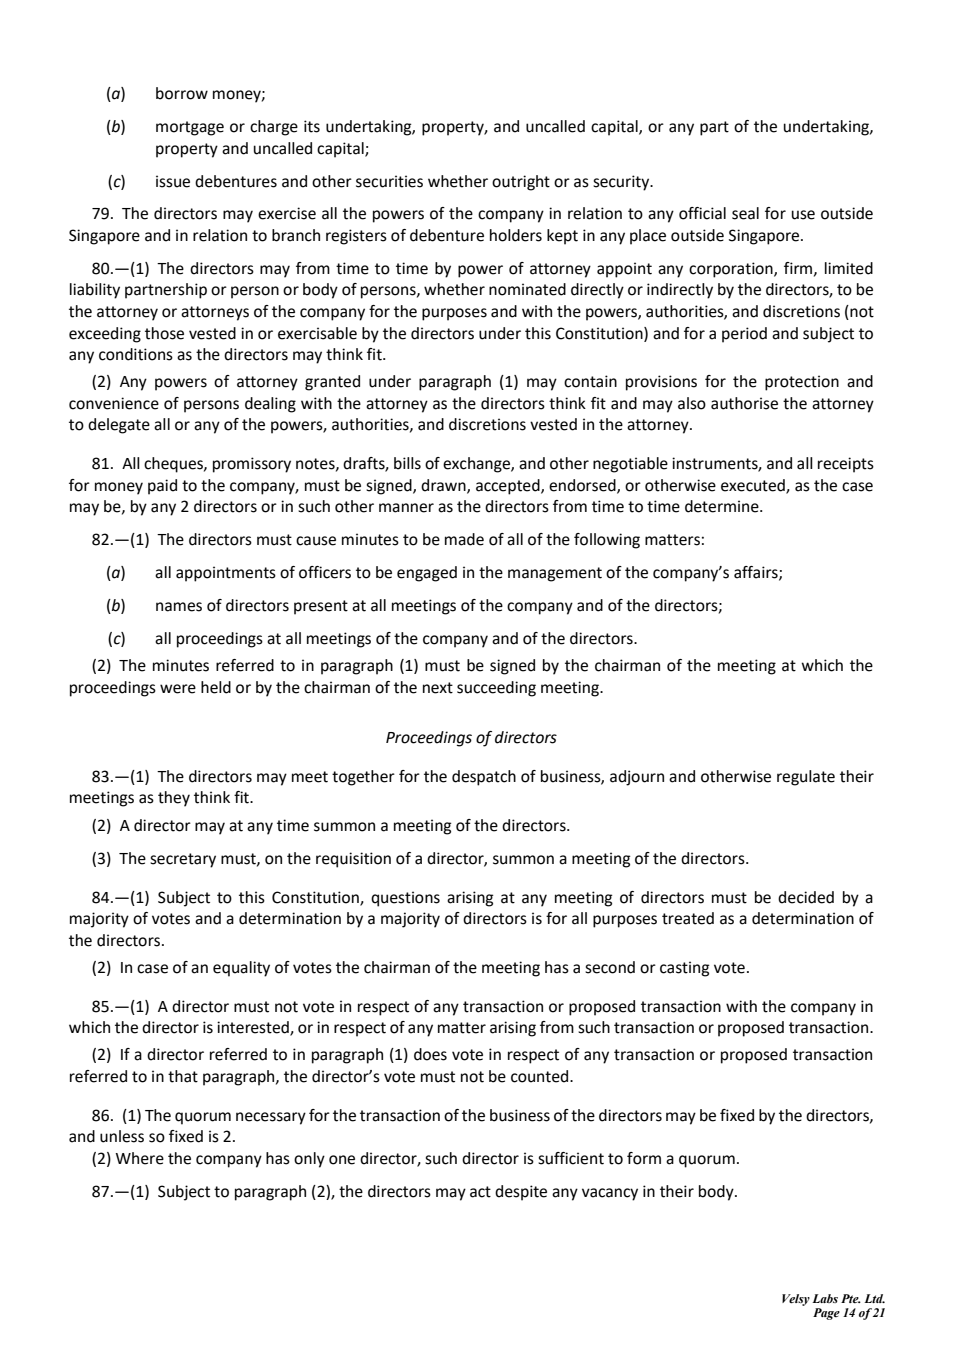 (a) borrow money;
(b) mortgage or charge its undertaking, property, and uncalled capital, or any part of the undertaking,
property and uncalled capital;
(c) issue debentures and other securities whether outright or as security.
79. The directors may exercise all the powers of the company in relation to any official seal for use outside
Singapore and in relation to branch registers of debenture holders kept in any place outside Singapore.
80.—(1) The directors may from time to time by power of attorney appoint any corporation, firm, limited
liability partnership or person or body of persons, whether nominated directly or indirectly by the directors, to be
the attorney or attorneys of the company for the purposes and with the powers, authorities, and discretions (not
exceeding those vested in or exercisable by the directors under this Constitution) and for a period and subject to
any conditions as the directors may think fit.
(2) Any powers of attorney granted under paragraph (1) may contain provisions for the protection and
convenience of persons dealing with the attorney as the directors think fit and may also authorise the attorney
to delegate all or any of the powers, authorities, and discretions vested in the attorney.
81. All cheques, promissory notes, drafts, bills of exchange, and other negotiable instruments, and all receipts
for money paid to the company, must be signed, drawn, accepted, endorsed, or otherwise executed, as the case
may be, by any 2 directors or in such other manner as the directors from time to time determine.
82.—(1) The directors must cause minutes to be made of all of the following matters:
(a) all appointments of officers to be engaged in the management of the company’s affairs;
(b) names of directors present at all meetings of the company and of the directors;
(c) all proceedings at all meetings of the company and of the directors.
(2) The minutes referred to in paragraph (1) must be signed by the chairman of the meeting at which the
proceedings were held or by the chairman of the next succeeding meeting.
Proceedings of directors
83.—(1) The directors may meet together for the despatch of business, adjourn and otherwise regulate their
meetings as they think fit.
(2) A director may at any time summon a meeting of the directors.
(3) The secretary must, on the requisition of a director, summon a meeting of the directors.
84.—(1) Subject to this Constitution, questions arising at any meeting of directors must be decided by a
majority of votes and a determination by a majority of directors is for all purposes treated as a determination of
the directors.
(2) In case of an equality of votes the chairman of the meeting has a second or casting vote.
85.—(1) A director must not vote in respect of any transaction or proposed transaction with the company in
which the director is interested, or in respect of any matter arising from such transaction or proposed transaction.
(2) If a director referred to in paragraph (1) does vote in respect of any transaction or proposed transaction
referred to in that paragraph, the director’s vote must not be counted.
86. (1) The quorum necessary for the transaction of the business of the directors may be fixed by the directors,
and unless so fixed is 2.
(2) Where the company has only one director, such director is sufficient to form a quorum.
87.—(1) Subject to paragraph (2), the directors may act despite any vacancy in their body.
Velsy Labs Pte. Ltd.
Page 14 of 21